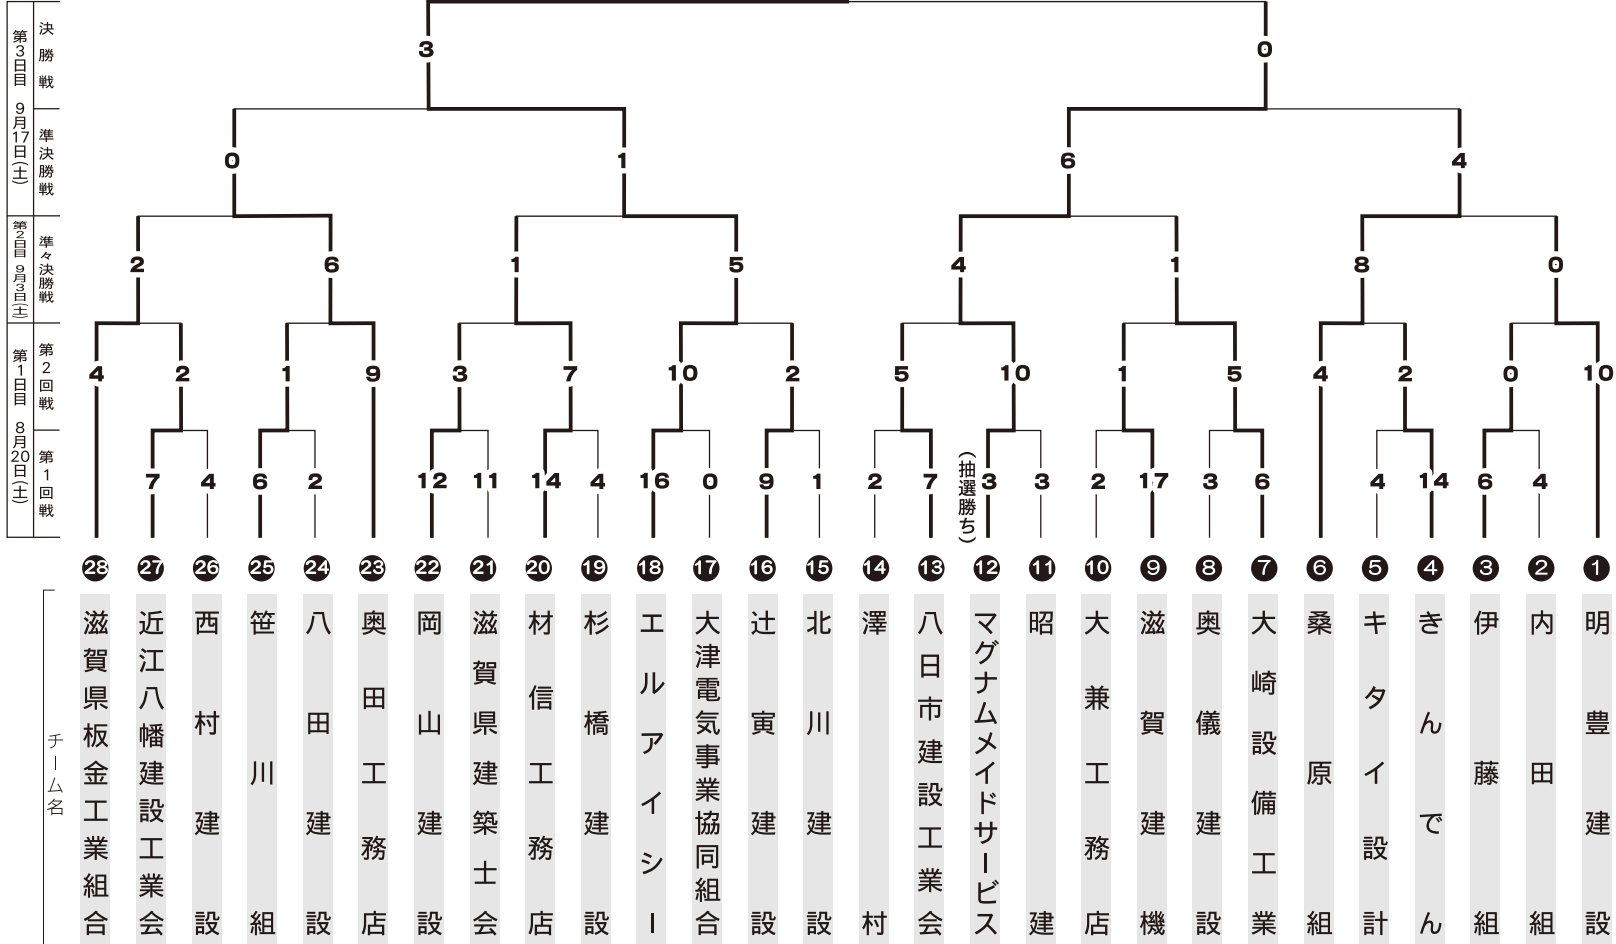 決勝戦
第3日目 9月17日(土)
準決勝戦
第2日目 9月3日(土)
準々決勝戦
第1日目 8月20日(土)
第2回戦
第1回戦
3 0
0 1 6 4
2 6 1 5 4 1 8 0
4 2 1 9 3 7 10 2 5 10 1 5 4 2 0 10
7 4 6 2 12 11 14 4 16 0 9 1 2 7 3 3 2 17 3 6 4 14 6 4
(抽選勝ち)
28 27 26 25 24 23 22 21 20 19 18 17 16 15 14 13 12 11 10 9 8 7 6 5 4 3 2 1
チーム名
明豊建設
内田組
伊藤組
きんでん
キタイ設計
桑原組
大崎設備工業
奥儀建設
滋賀建機
大兼工務店
昭建
マグナムメイドサービス
八日市建設工業会
澤村
北川建設
辻寅建設
大津電気事業協同組合
エルアイシー
杉橋建設
材信工務店
滋賀県建築士会
岡山建設
奥田工務店
八田建設
笹川組
西村建設
近江八幡建設工業会
滋賀県板金工業組合